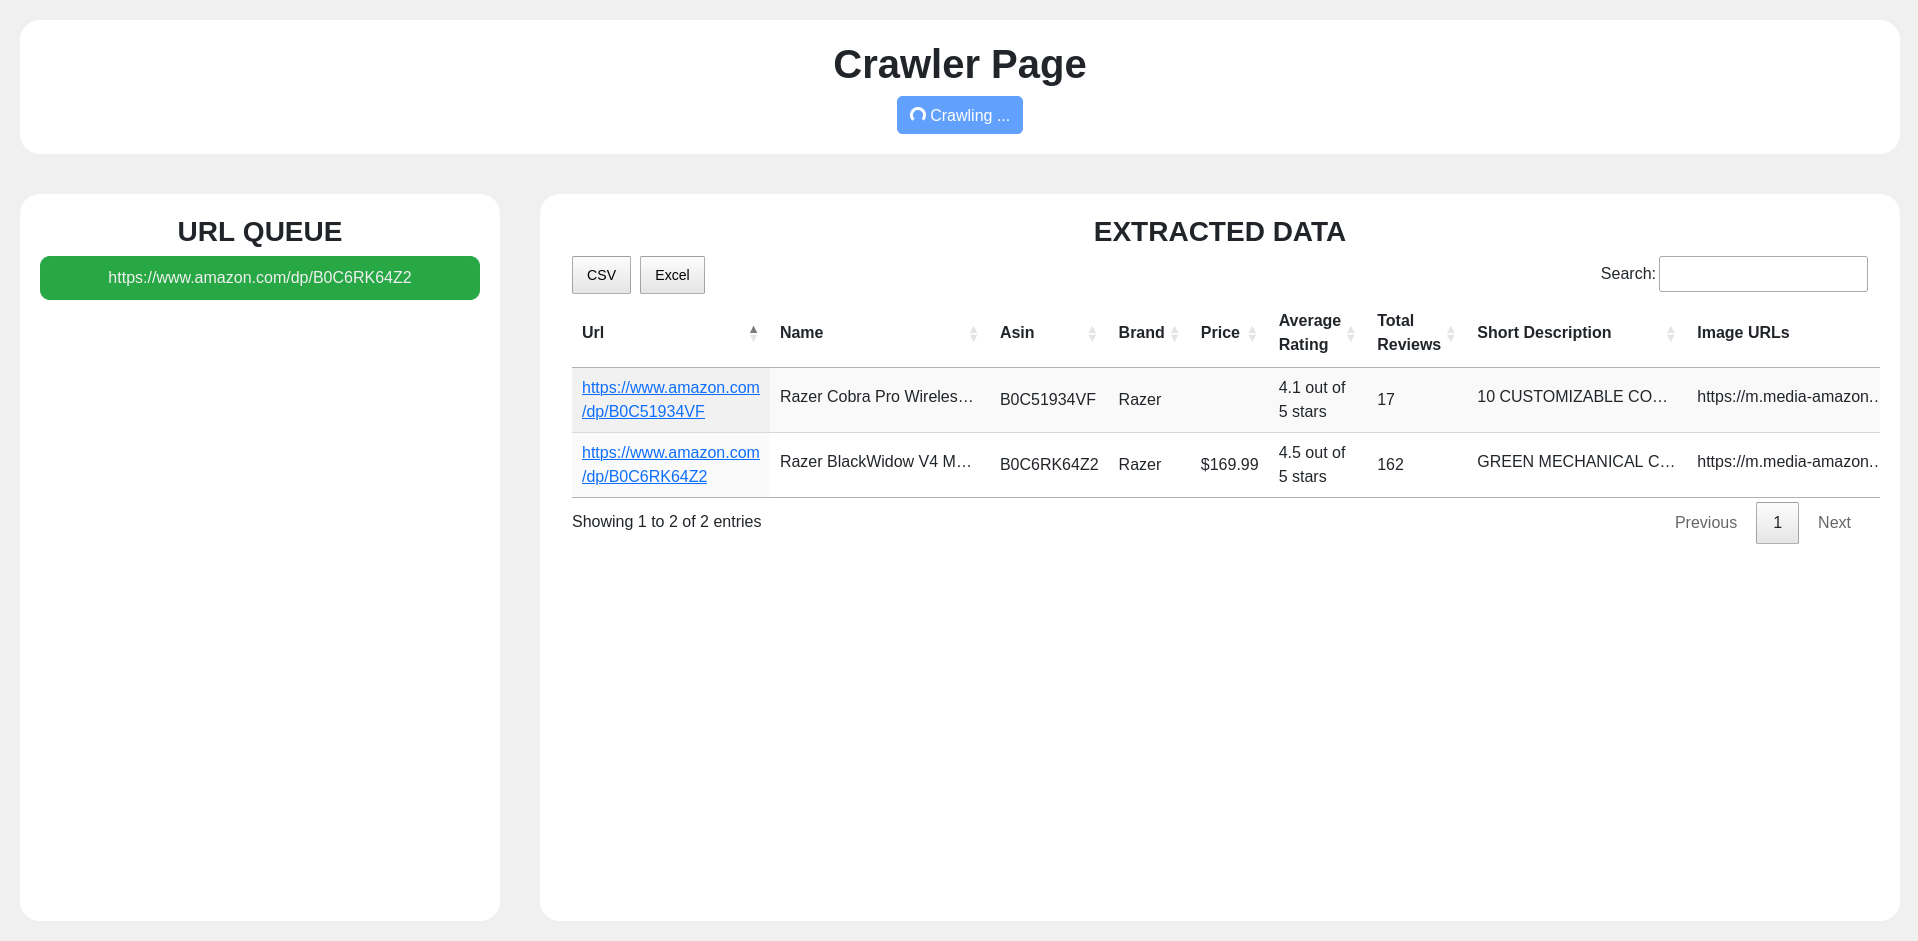 Crawler Page
Crawling ...
URL QUEUE
https://www.amazon.com/dp/B0C6RK64Z2
EXTRACTED DATA
CSV Excel Search:
Url Name Asin Brand Price Average Rating Total Reviews Short Description Image URLs
https://www.amazon.com/dp/B0C51934VF Razer Cobra Pro Wireles… B0C51934VF Razer 4.1 out of 5 stars 17 10 CUSTOMIZABLE CO… https://m.media-amazon..
https://www.amazon.com/dp/B0C6RK64Z2 Razer BlackWidow V4 M… B0C6RK64Z2 Razer $169.99 4.5 out of 5 stars 162 GREEN MECHANICAL C… https://m.media-amazon..
Showing 1 to 2 of 2 entries Previous 1 Next